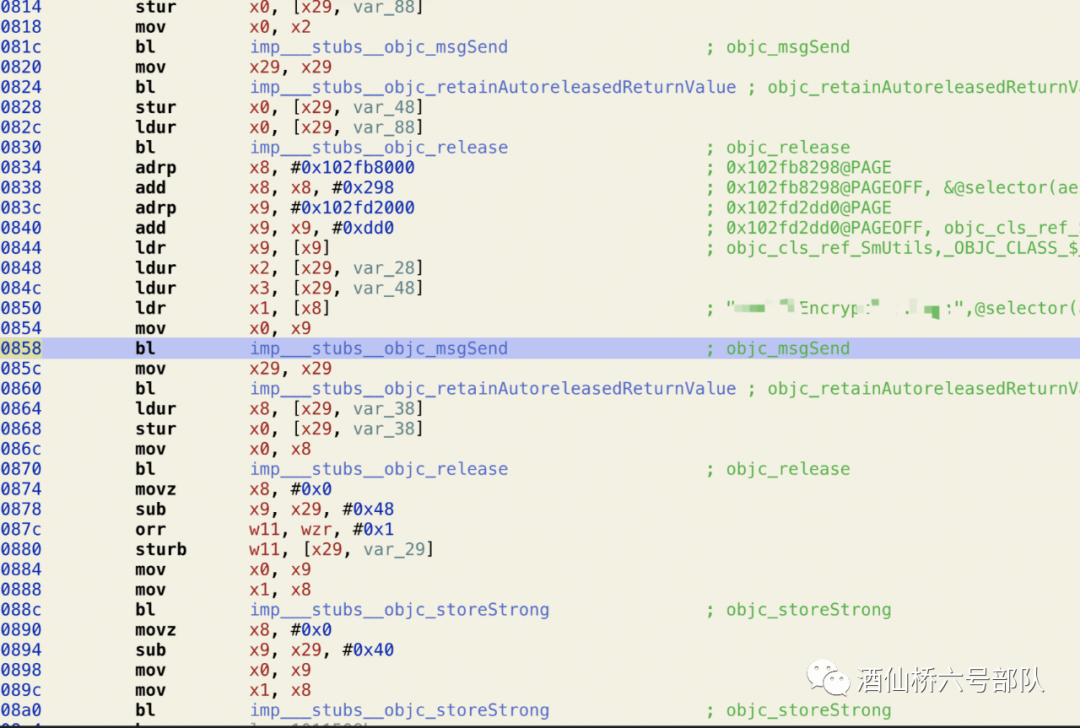 0814 stur x0, [x29, var_88]
0818 mov x0, x2
081c bl imp___stubs__objc_msgSend ; objc_msgSend
0820 mov x29, x29
0824 bl imp___stubs__objc_retainAutoreleasedReturnValue ; objc_retainAutoreleasedReturnV
0828 stur x0, [x29, var_48]
082c ldur x0, [x29, var_88]
0830 bl imp___stubs__objc_release ; objc_release
0834 adrp x8, #0x102fb8000 ; 0x102fb8298@PAGE
0838 add x8, x8, #0x298 ; 0x102fb8298@PAGEOFF, &@selector(ae
083c adrp x9, #0x102fd2000 ; 0x102fd2dd0@PAGE
0840 add x9, x9, #0xdd0 ; 0x102fd2dd0@PAGEOFF, objc_cls_ref_
0844 ldr x9, [x9] ; objc_cls_ref_SmUtils,_OBJC_CLASS_$_
0848 ldur x2, [x29, var_28]
084c ldur x3, [x29, var_48]
0850 ldr x1, [x8] ; " Encryp :",@selector(
0854 mov x0, x9
0858 bl imp___stubs__objc_msgSend ; objc_msgSend
085c mov x29, x29
0860 bl imp___stubs__objc_retainAutoreleasedReturnValue ; objc_retainAutoreleasedReturnV
0864 ldur x8, [x29, var_38]
0868 stur x0, [x29, var_38]
086c mov x0, x8
0870 bl imp___stubs__objc_release ; objc_release
0874 movz x8, #0x0
0878 sub x9, x29, #0x48
087c orr w11, wzr, #0x1
0880 sturb w11, [x29, var_29]
0884 mov x0, x9
0888 mov x1, x8
088c bl imp___stubs__objc_storeStrong ; objc_storeStrong
0890 movz x8, #0x0
0894 sub x9, x29, #0x40
0898 mov x0, x9
089c mov x1, x8
08a0 bl imp___stubs__objc_storeStrong ; objc_storeStrong
酒仙桥六号部队